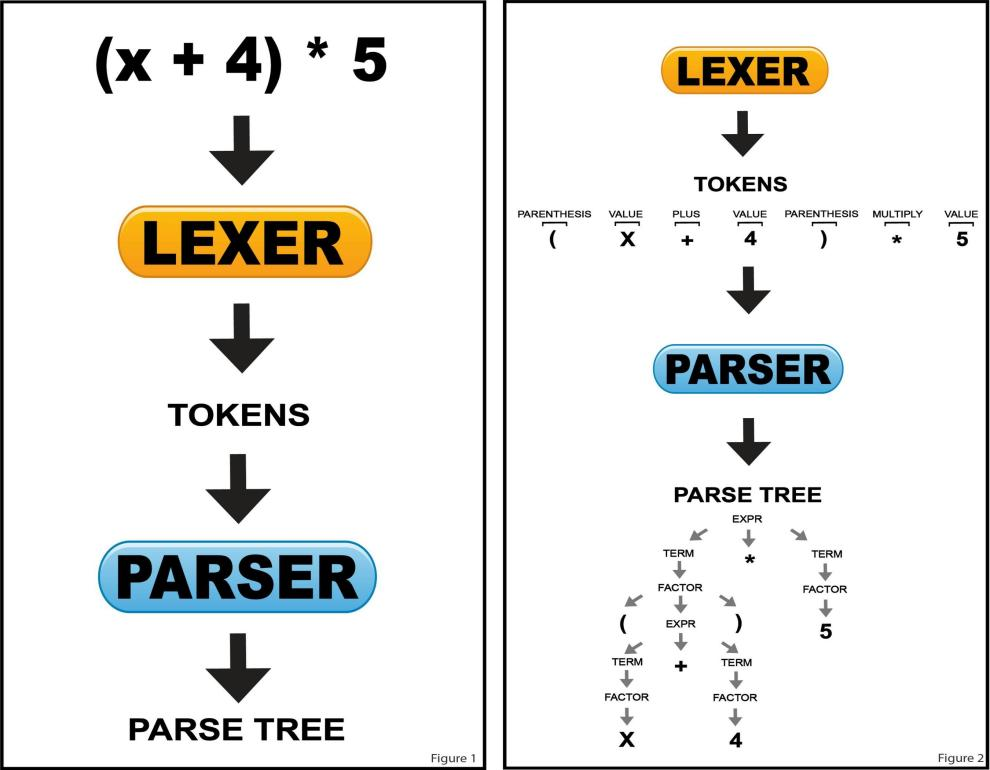 (x + 4) * 5
LEXER
TOKENS
PARSER
PARSE TREE
Figure 1
LEXER
TOKENS
PARENTHESIS VALUE PLUS VALUE PARENTHESIS MULTIPLY VALUE
( X + 4 ) * 5
PARSER
PARSE TREE
EXPR
TERM * TERM
FACTOR FACTOR
( EXPR ) 5
TERM + TERM
FACTOR FACTOR
X 4
Figure 2